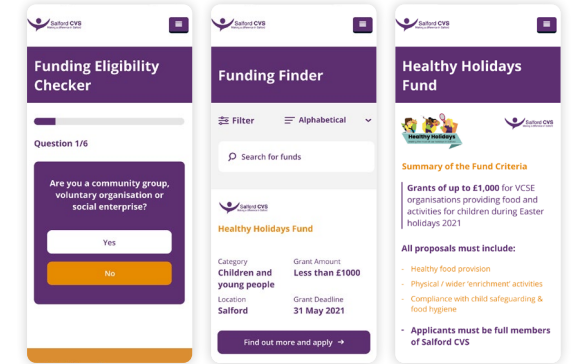 Salford CVS
Funding Eligibility
Checker
Question 1/6
Are you a community group,
voluntary organisation or
social enterprise?
Yes
No
Salford CVS
Funding Finder
Filter
Alphabetical
Search for funds
Salford CVS
Healthy Holidays Fund
Category
Grant Amount
Children and
young people
Less than £1000
Location
Grant Deadline
Salford
31 May 2021
Find out more and apply →
Salford CVS
Healthy Holidays
Fund
Healthy Holidays
Salford CVS
Summary of the Fund Criteria
Grants of up to £1,000 for VCSE
organisations providing food and
activities for children during Easter
holidays 2021
All proposals must include:
- Healthy food provision
- Physical / wider 'enrichment' activities
- Compliance with child safeguarding &
food hygiene
- Applicants must be full members
of Salford CVS